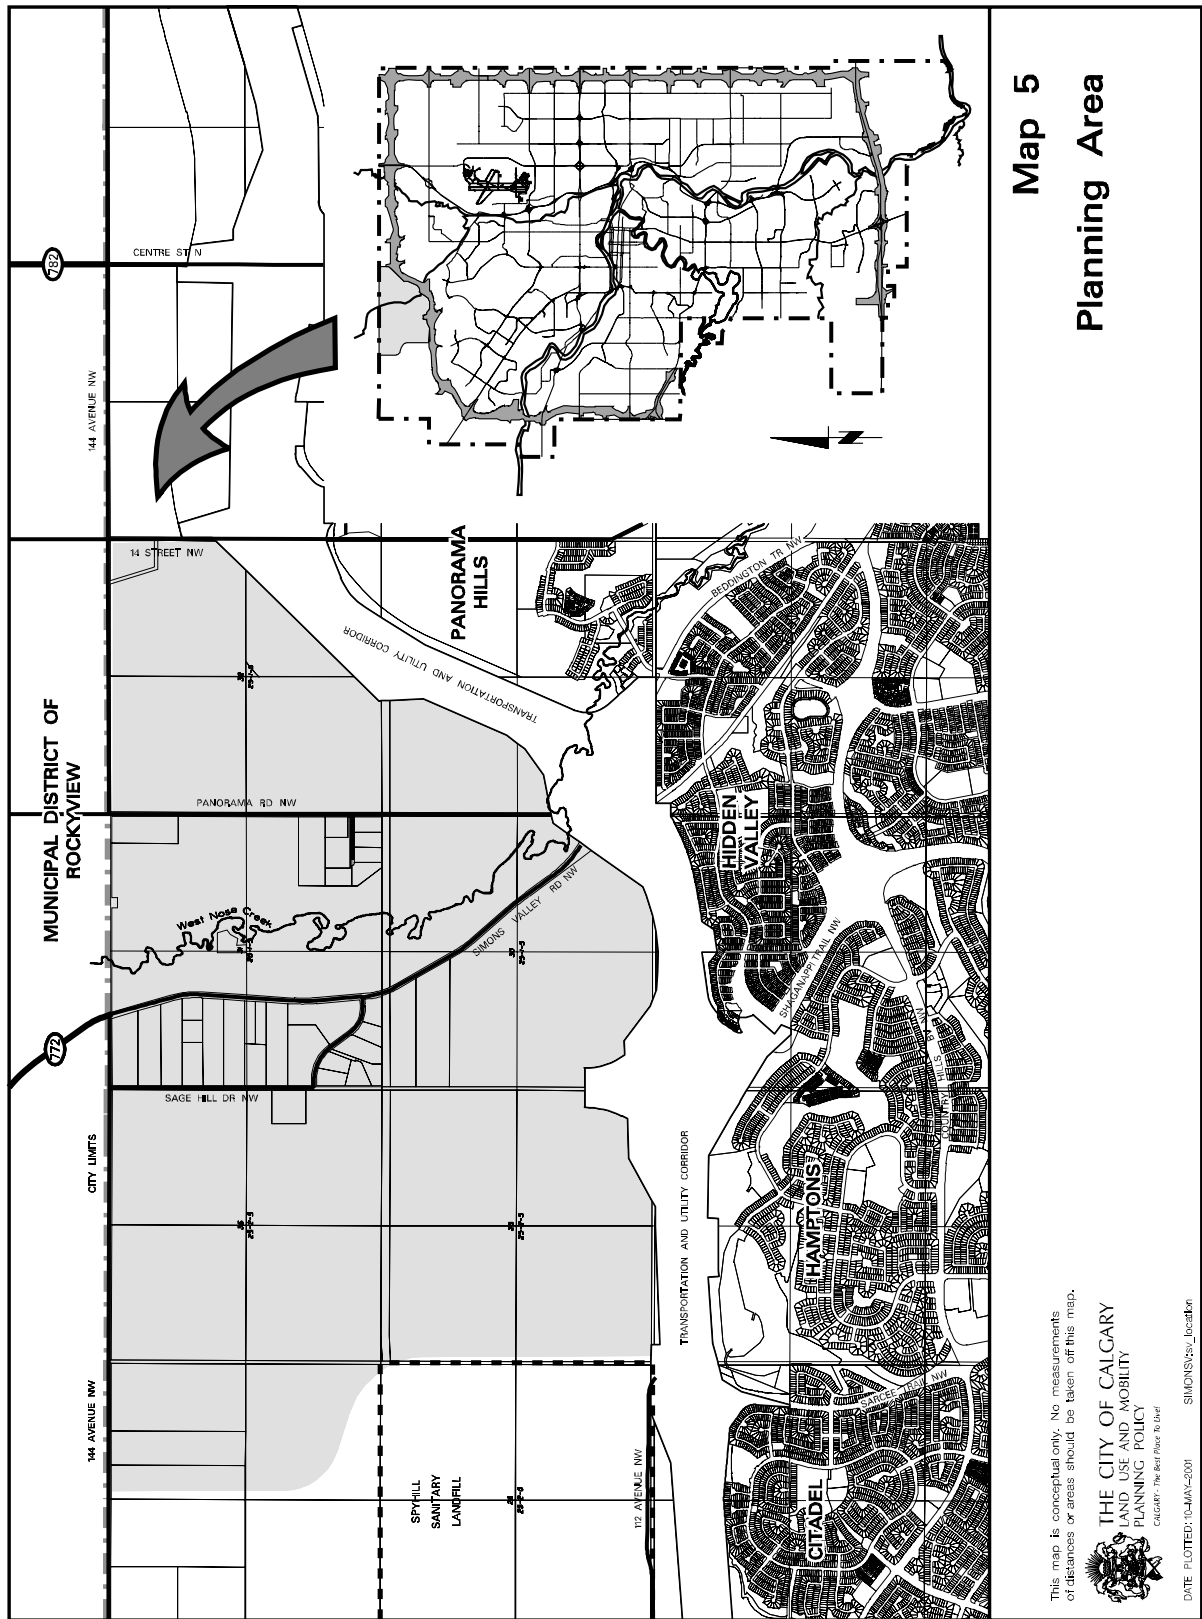 Map 5
Planning Area
782
CENTRE ST N
144 AVENUE NW
14 STREET NW
PANORAMA
HILLS
TRANSPORTATION AND UTILITY CORRIDOR
BEDDINGTON TR NW
MUNICIPAL DISTRICT OF
ROCKYVIEW
PANORAMA RD NW
HIDDEN
VALLEY
West Nose Creek
SIMONS VALLEY RD NW
SHAGANAPPI TRAIL NW
772
SAGE HILL DR NW
COUNTRY HILLS BV NW
CITY LIMITS
TRANSPORTATION AND UTILITY CORRIDOR
HAMPTONS
144 AVENUE NW
SPYHILL
SANITARY
LANDFILL
112 AVENUE NW
SARCEE TRAIL NW
CITADEL
This map is conceptual only. No measurements
of distances or areas should be taken off this map.
THE CITY OF CALGARY
LAND USE AND MOBILITY
PLANNING POLICY
CALGARY - The Best Place To Live!
DATE PLOTTED: 10-MAY-2001 SIMONSV:sv_location